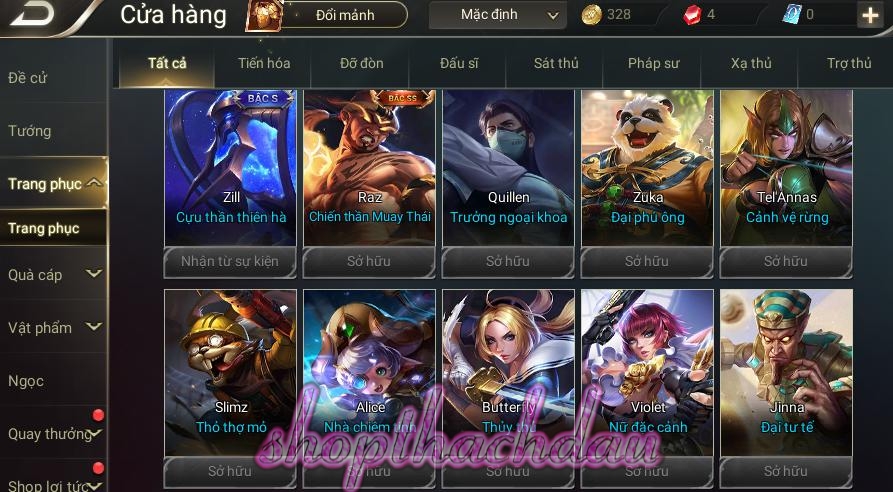 Cửa hàng
Đổi mảnh
Mặc định
328
4
0
Đề cử
Tướng
Trang phục
Trang phục
Quà cáp
Vật phẩm
Ngọc
Quay thưởng
Shop lợi tức
Tất cả
Tiến hóa
Đỡ đòn
Đấu sĩ
Sát thủ
Pháp sư
Xạ thủ
Trợ thủ
BẬC S
Zill
Cựu thần thiên hà
Nhận từ sự kiện
BẬC SS
Raz
Chiến thần Muay Thái
Sở hữu
Quillen
Trưởng ngoại khoa
Sở hữu
Zuka
Đại phú ông
Sở hữu
Tel'Annas
Cảnh vệ rừng
Sở hữu
Slimz
Thỏ thợ mỏ
Sở hữu
Alice
Nhà chiêm tinh
Sở hữu
Butterfly
Thủy thủ
Sở hữu
Violet
Nữ đặc cảnh
Sở hữu
Jinna
Đại tư tế
Sở hữu
shopthachdau